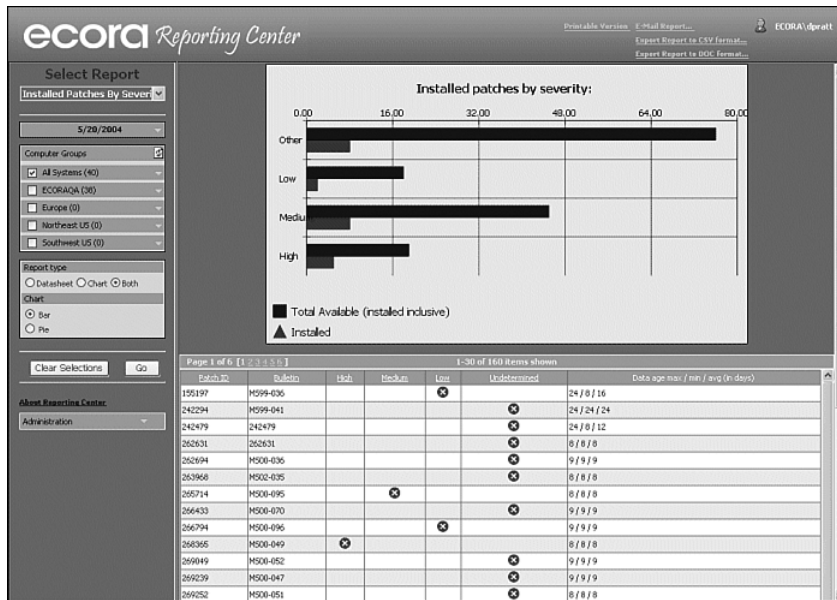 ecora Reporting Center
Printable Version E-Mail Report...
Export Report to CSV format...
Export Report to DOC format...
ECORA\dpratt
Select Report
Installed Patches By Severi
5/20/2004
Computer Groups
All Systems (40)
ECORAQA (38)
Europe (0)
Northeast US (0)
Southwest US (0)
Report type
Datasheet Chart Both
Chart
Bar
Pie
Clear Selections Go
About Reporting Center
Administration
Installed patches by severity:
0.00 16.00 32.00 48.00 64.00 80.00
Other
Low
Medium
High
Total Available (installed inclusive)
Installed
Page 1 of 6 [1 2 3 4 5 6 ] 1-30 of 160 items shown
Patch ID Bulletin High Medium Low Undetermined Data age max / min / avg (in days)
155197 MS99-036 24 / 8 / 16
242294 MS99-041 24 / 24 / 24
242479 242479 24 / 8 / 12
262631 262631 8 / 8 / 8
262694 MS00-036 9 / 9 / 9
263968 MS02-035 8 / 8 / 8
265714 MS00-095 8 / 8 / 8
266433 MS00-070 9 / 9 / 9
266794 MS00-096 9 / 9 / 9
268365 MS00-049 8 / 8 / 8
269049 MS00-052 9 / 9 / 9
269239 MS00-047 9 / 9 / 9
269252 MS00-051 8 / 8 / 8